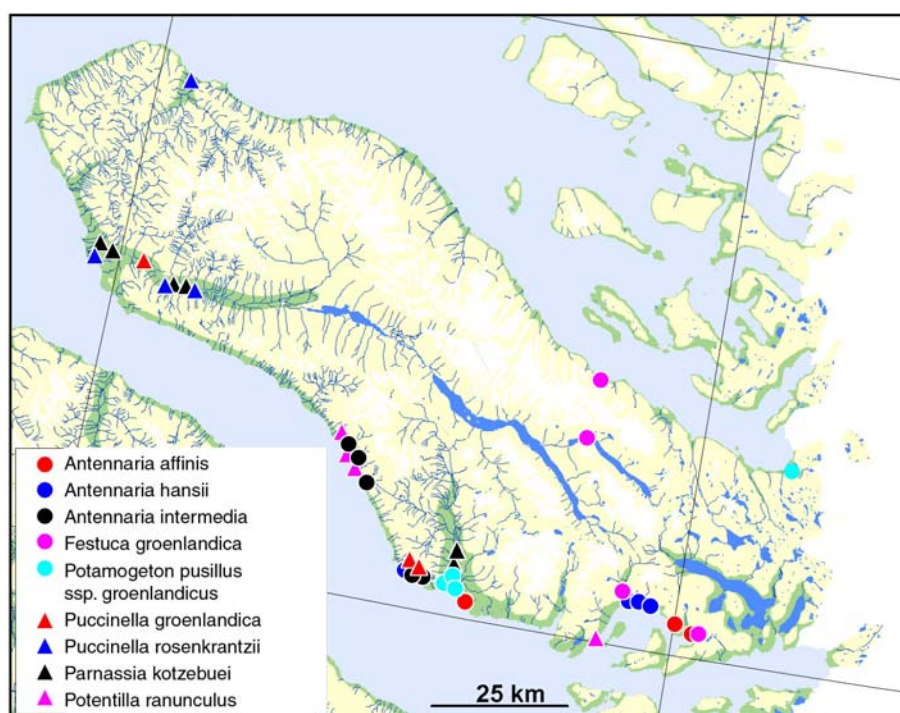 Antennaria affinis
Antennaria hansii
Antennaria intermedia
Festuca groenlandica
Potamogeton pusillus
ssp. groenlandicus
Puccinella groenlandica
Puccinella rosenkrantzii
Parnassia kotzebuei
Potentilla ranunculus
25 km